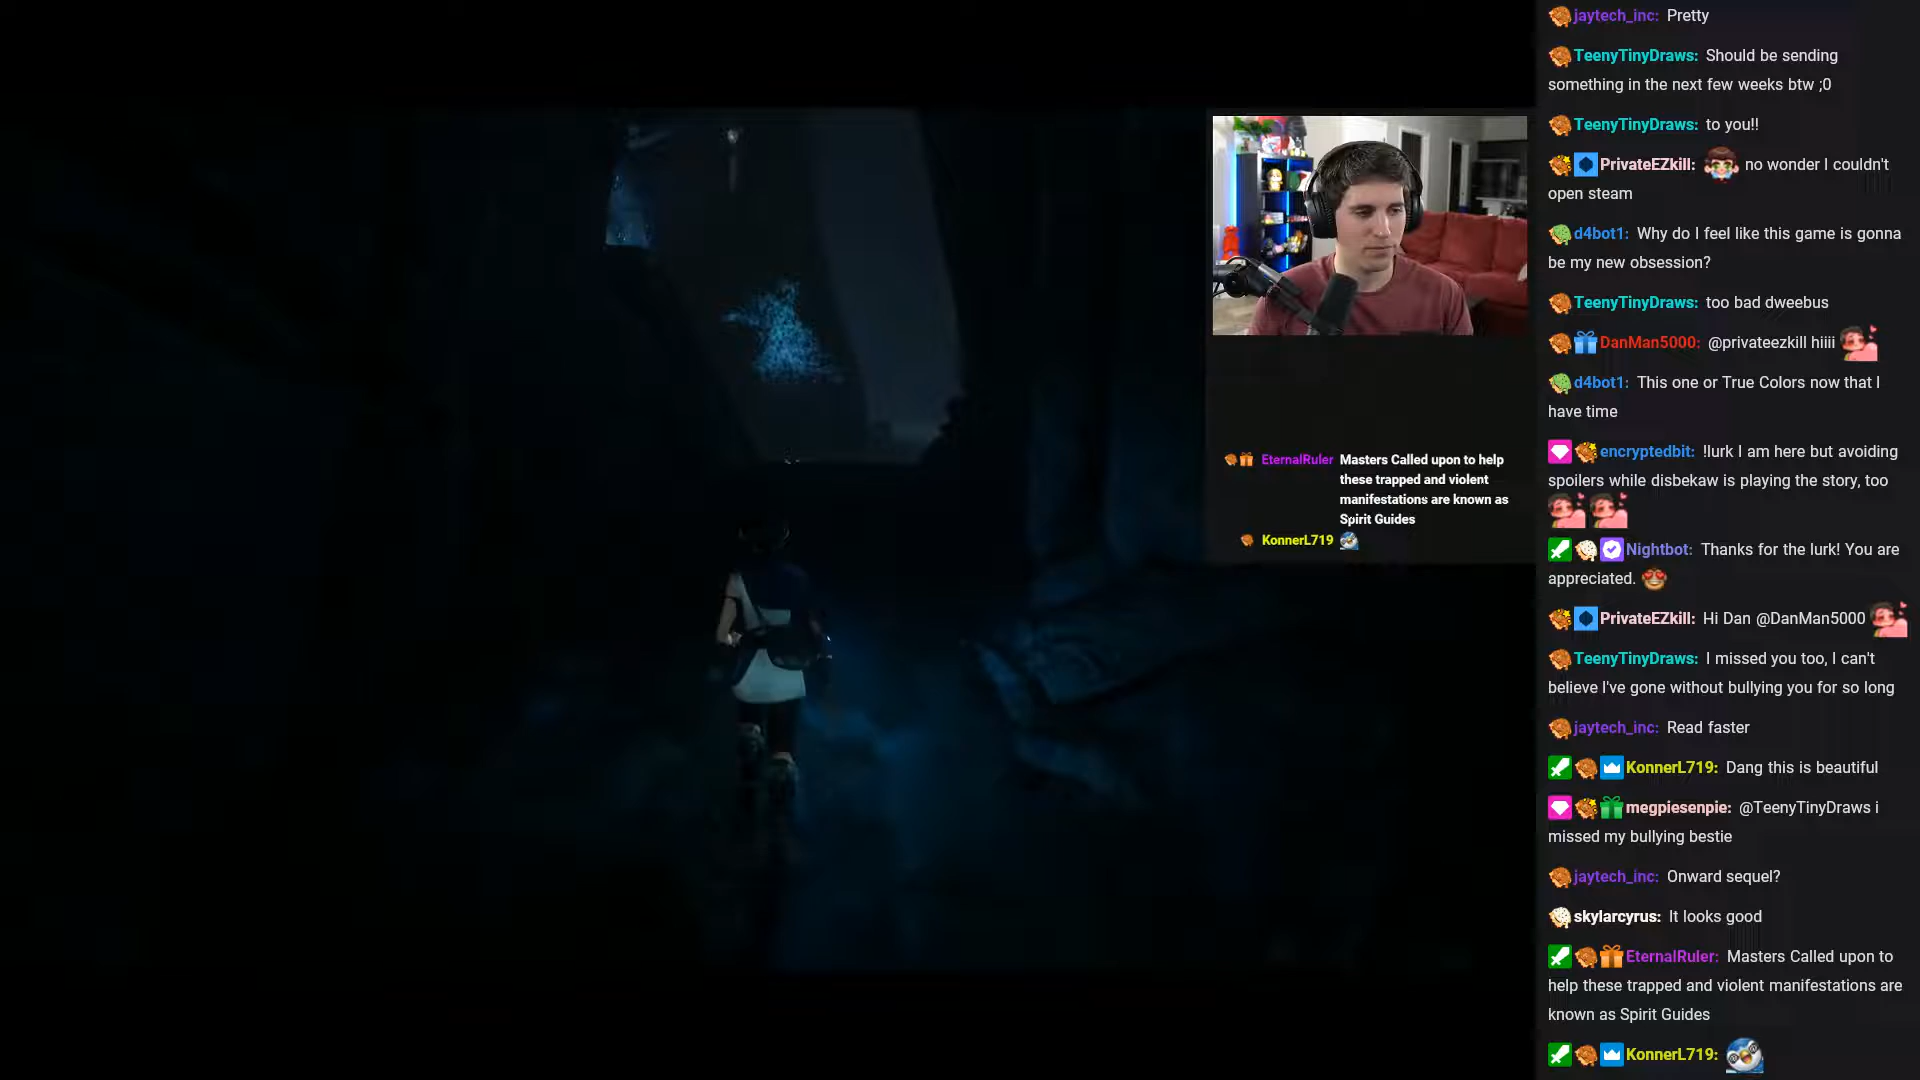 jaytech_inc: Pretty
TeenyTinyDraws: Should be sending
something in the next few weeks btw ;0
TeenyTinyDraws: to you!!
PrivateEZkill: no wonder I couldn't
open steam
d4bot1: Why do I feel like this game is gonna
be my new obsession?
TeenyTinyDraws: too bad dweebus
DanMan5000: @privateezkill hiiii
d4bot1: This one or True Colors now that I
have time
encryptedbit: !lurk I am here but avoiding
spoilers while disbekaw is playing the story, too
Nightbot: Thanks for the lurk! You are
appreciated.
PrivateEZkill: Hi Dan @DanMan5000
TeenyTinyDraws: I missed you too, I can't
believe I've gone without bullying you for so long
jaytech_inc: Read faster
KonnerL719: Dang this is beautiful
megpiesenpie: @TeenyTinyDraws i
missed my bullying bestie
jaytech_inc: Onward sequel?
skylarcyrus: It looks good
EternalRuler: Masters Called upon to
help these trapped and violent manifestations are
known as Spirit Guides
KonnerL719:
EternalRuler Masters Called upon to help
these trapped and violent
manifestations are known as
Spirit Guides
KonnerL719